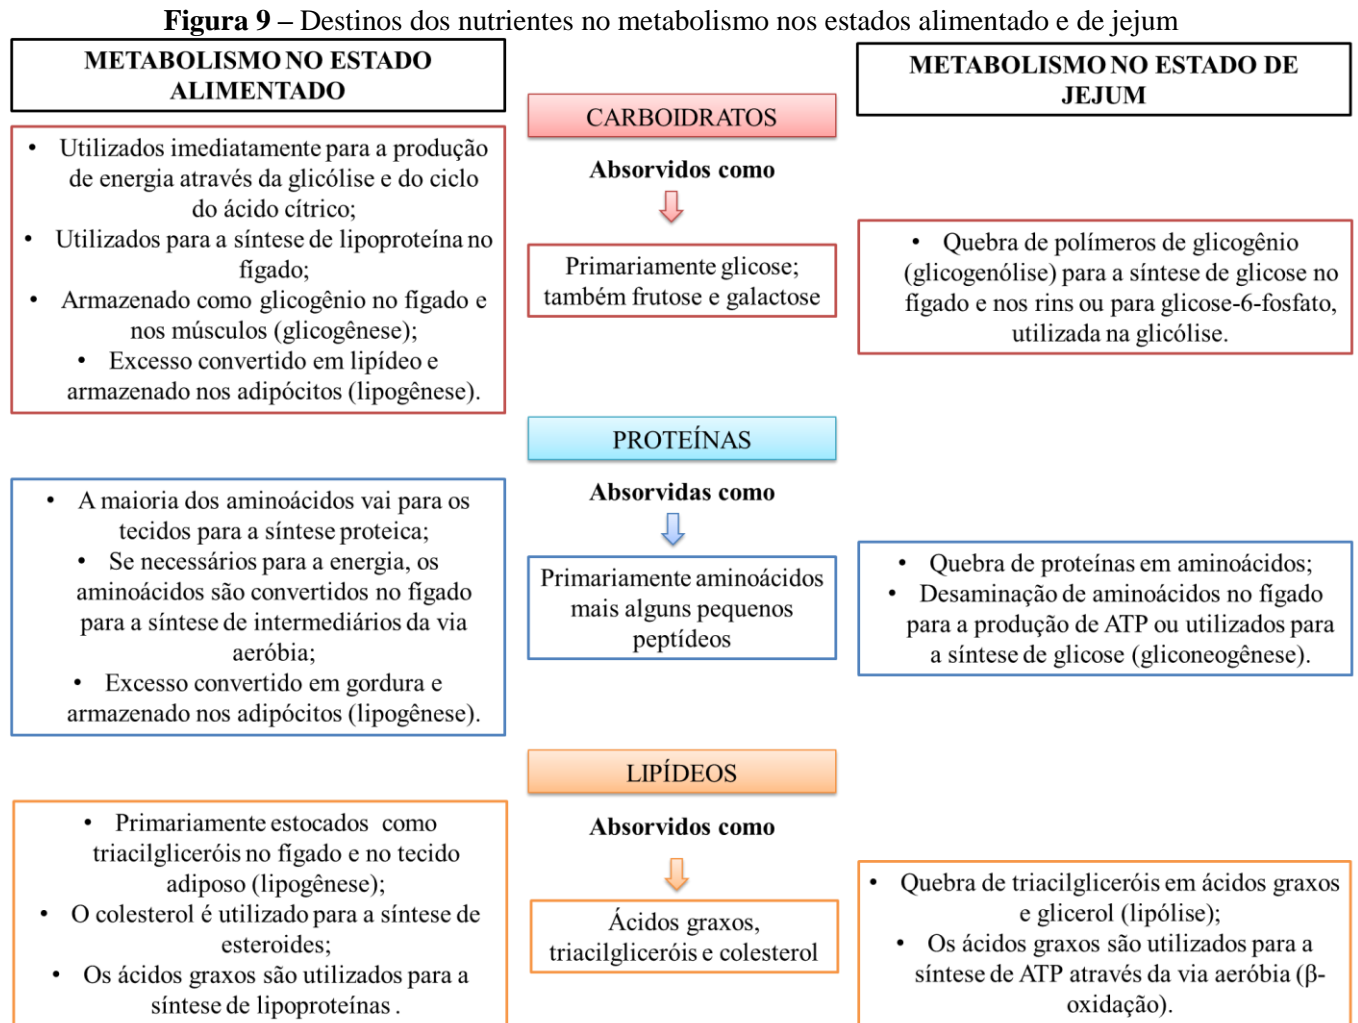 Figura 9 – Destinos dos nutrientes no metabolismo nos estados alimentado e de jejum
METABOLISMO NO ESTADO
ALIMENTADO
• Utilizados imediatamente para a produção
de energia através da glicólise e do ciclo
do ácido cítrico;
• Utilizados para a síntese de lipoproteína no
fígado;
• Armazenado como glicogênio no fígado e
nos músculos (glicogênese);
• Excesso convertido em lipídeo e
armazenado nos adipócitos (lipogênese).
CARBOIDRATOS
Absorvidos como
Primariamente glicose;
também frutose e galactose
METABOLISMO NO ESTADO DE
JEJUM
• Quebra de polímeros de glicogênio
(glicogenólise) para a síntese de glicose no
fígado e nos rins ou para glicose-6-fosfato,
utilizada na glicólise.
PROTEÍNAS
Absorvidas como
• A maioria dos aminoácidos vai para os
tecidos para a síntese proteica;
• Se necessários para a energia, os
aminoácidos são convertidos no fígado
para a síntese de intermediários da via
aeróbia;
• Excesso convertido em gordura e
armazenado nos adipócitos (lipogênese).
Primariamente aminoácidos
mais alguns pequenos
peptídeos
• Quebra de proteínas em aminoácidos;
• Desaminação de aminoácidos no fígado
para a produção de ATP ou utilizados para
a síntese de glicose (gliconeogênese).
LIPÍDEOS
Absorvidos como
• Primariamente estocados como
triacilgliceróis no fígado e no tecido
adiposo (lipogênese);
• O colesterol é utilizado para a síntese de
esteroides;
• Os ácidos graxos são utilizados para a
síntese de lipoproteínas .
Ácidos graxos,
triacilgliceróis e colesterol
• Quebra de triacilgliceróis em ácidos graxos
e glicerol (lipólise);
• Os ácidos graxos são utilizados para a
síntese de ATP através da via aeróbia (β-
oxidação).